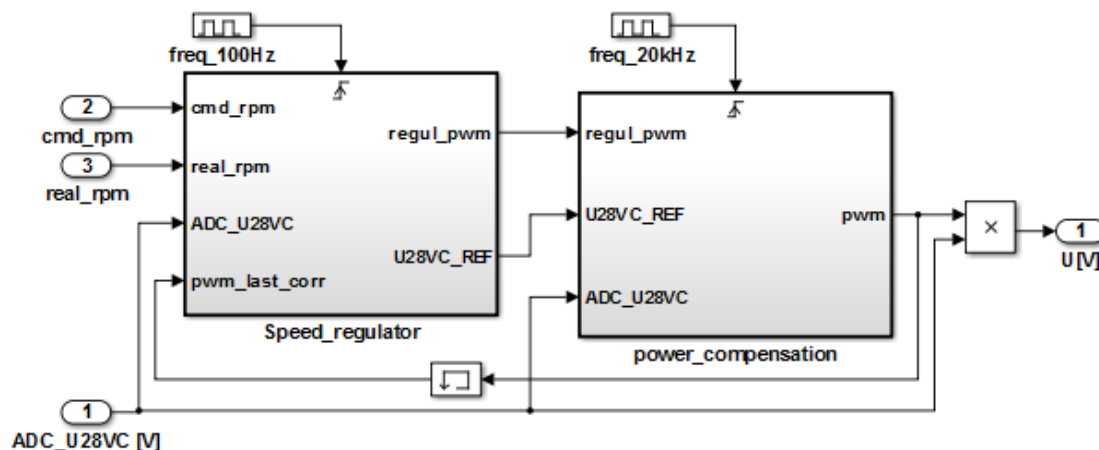 freq_100Hz
freq_20kHz
2
cmd_rpm
3
real_rpm
cmd_rpm
real_rpm
ADC_U28VC
pwm_last_corr
regul_pwm
U28VC_REF
Speed_regulator
regul_pwm
U28VC_REF
ADC_U28VC
pwm
power_compensation
×
1
U [V]
1
ADC_U28VC [V]